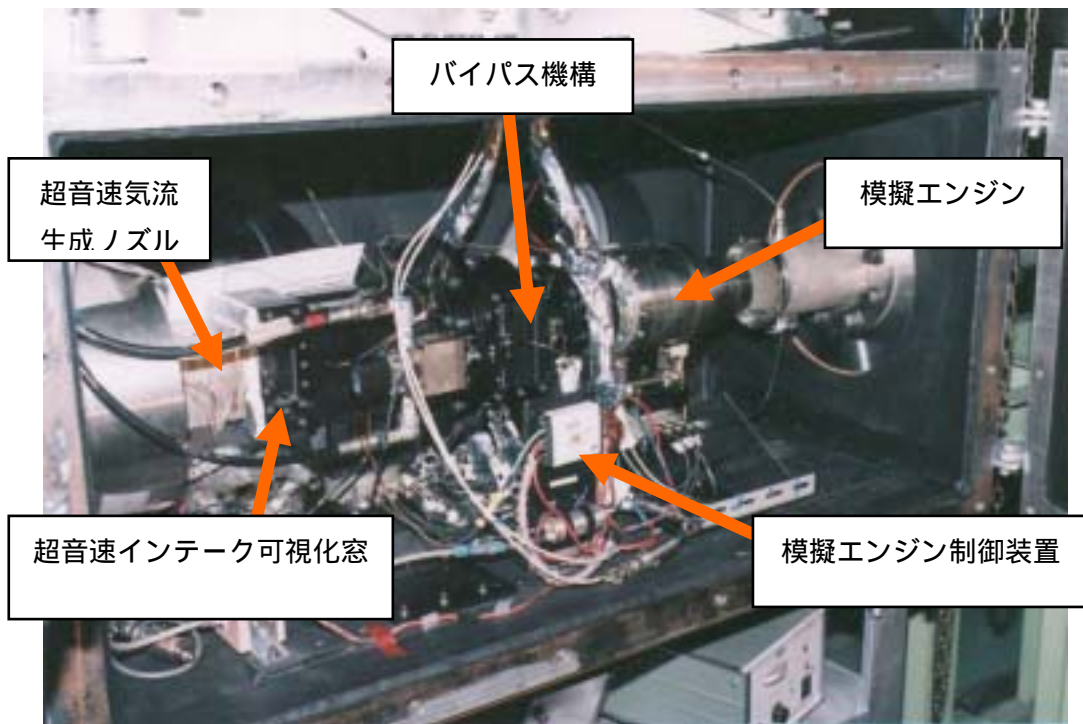 バイパス機構
超音速気流
生成ノズル
模擬エンジン
超音速インテーク可視化窓
模擬エンジン制御装置